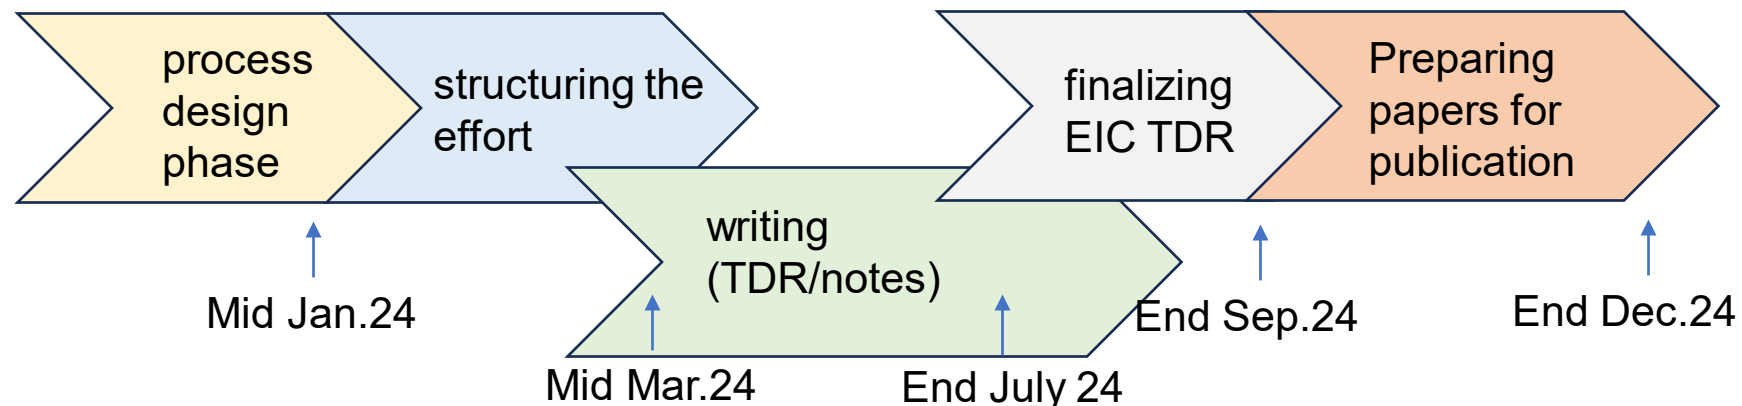 process
design
phase
structuring the
effort
writing
(TDR/notes)
finalizing
EIC TDR
Preparing
papers for
publication
Mid Jan.24
Mid Mar.24
End July 24
End Sep.24
End Dec.24